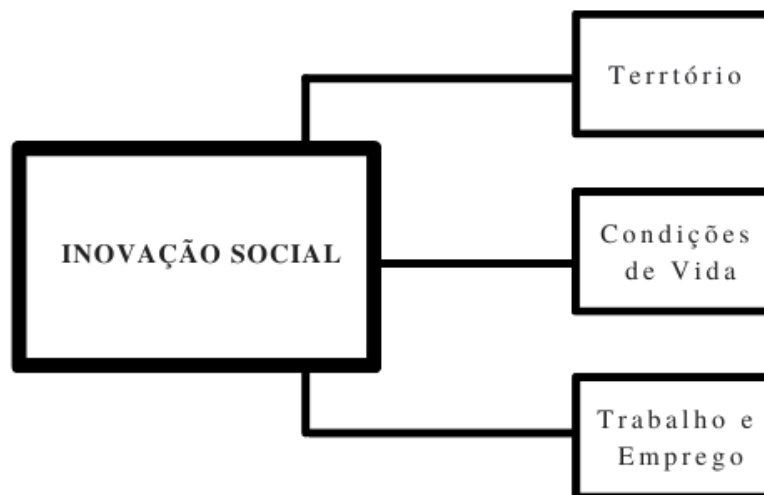 Terrtório
INOVAÇÃO SOCIAL
Condições
de Vida
Trabalho e
Emprego